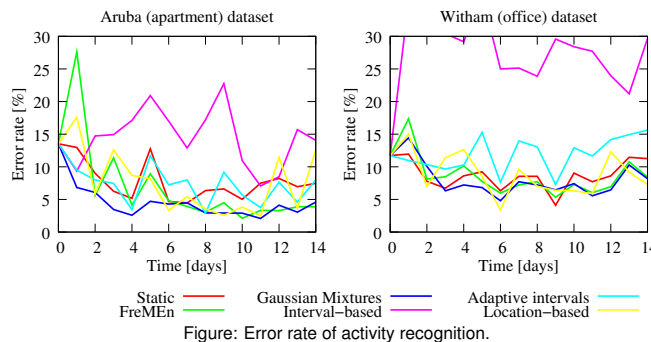 Aruba (apartment) dataset
Witham (office) dataset
Error rate [%]
30
25
20
15
10
5
0
0 2 4 6 8 10 12 14
Time [days]
Error rate [%]
30
25
20
15
10
5
0
0 2 4 6 8 10 12 14
Time [days]
Static
FreMEn
Gaussian Mixtures
Interval-based
Adaptive intervals
Location-based
Figure: Error rate of activity recognition.